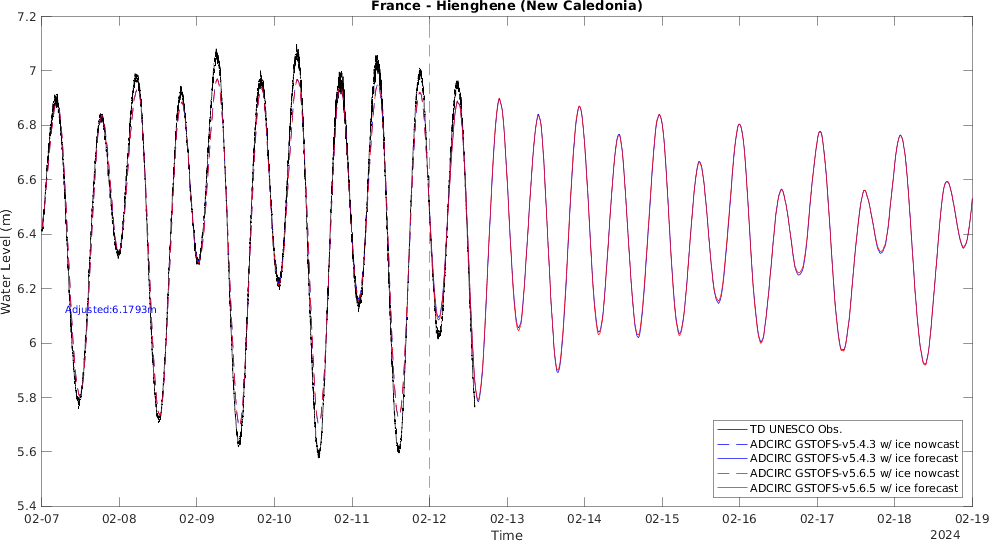 France - Hienghene (New Caledonia)
7.2
7
6.8
6.6
6.4
6.2
6
5.8
5.6
5.4
Water Level (m)
Adjusted:6.1793m
TD UNESCO Obs.
ADCIRC GSTOFS-v5.4.3 w/ ice nowcast
ADCIRC GSTOFS-v5.4.3 w/ ice forecast
ADCIRC GSTOFS-v5.6.5 w/ ice nowcast
ADCIRC GSTOFS-v5.6.5 w/ ice forecast
02-07 02-08 02-09 02-10 02-11 02-12 02-13 02-14 02-15 02-16 02-17 02-18 02-19
Time
2024